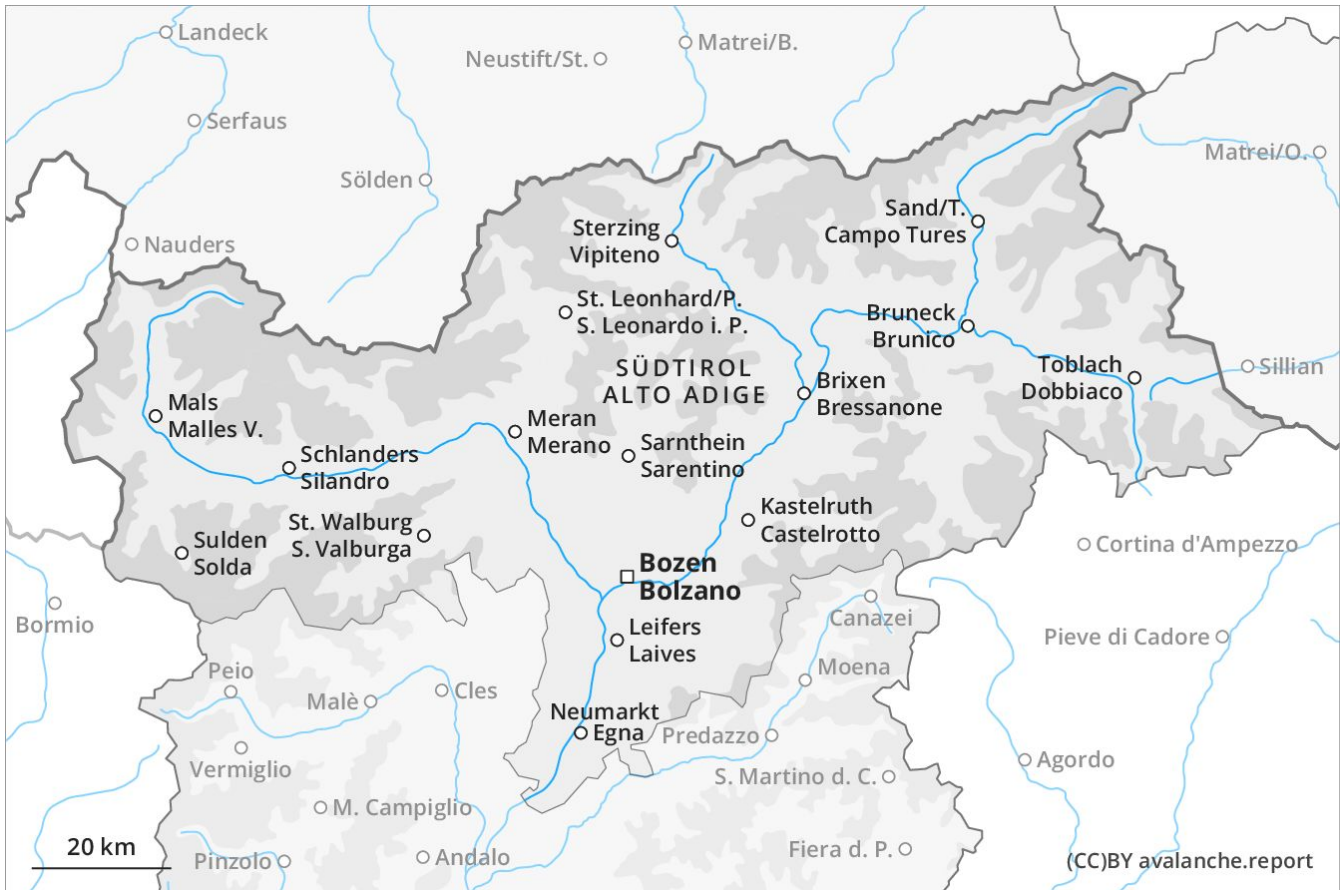 Landeck
Neustift/St.
Matrei/B.
Serfaus
Sölden
Matrei/O.
Nauders
Sand/T.
Campo Tures
Sterzing
Vipiteno
St. Leonhard/P.
S. Leonardo i. P.
Bruneck
Brunico
SÜDTIROL
ALTO ADIGE
Toblach
Dobbiaco
Sillian
Brixen
Bressanone
Mals
Malles V.
Meran
Merano
Sarnthein
Sarentino
Schlanders
Silandro
Kastelruth
Castelrotto
St. Walburg
S. Valburga
Sulden
Solda
Cortina d'Ampezzo
Bozen
Bolzano
Bormio
Canazei
Leifers
Laives
Pieve di Cadore
Peio
Moena
Malè
Cles
Neumarkt
Egna
Predazzo
Vermiglio
Agordo
S. Martino d. C.
M. Campiglio
20 km
Pinzolo
Andalo
Fiera d. P.
(CC)BY avalanche.report